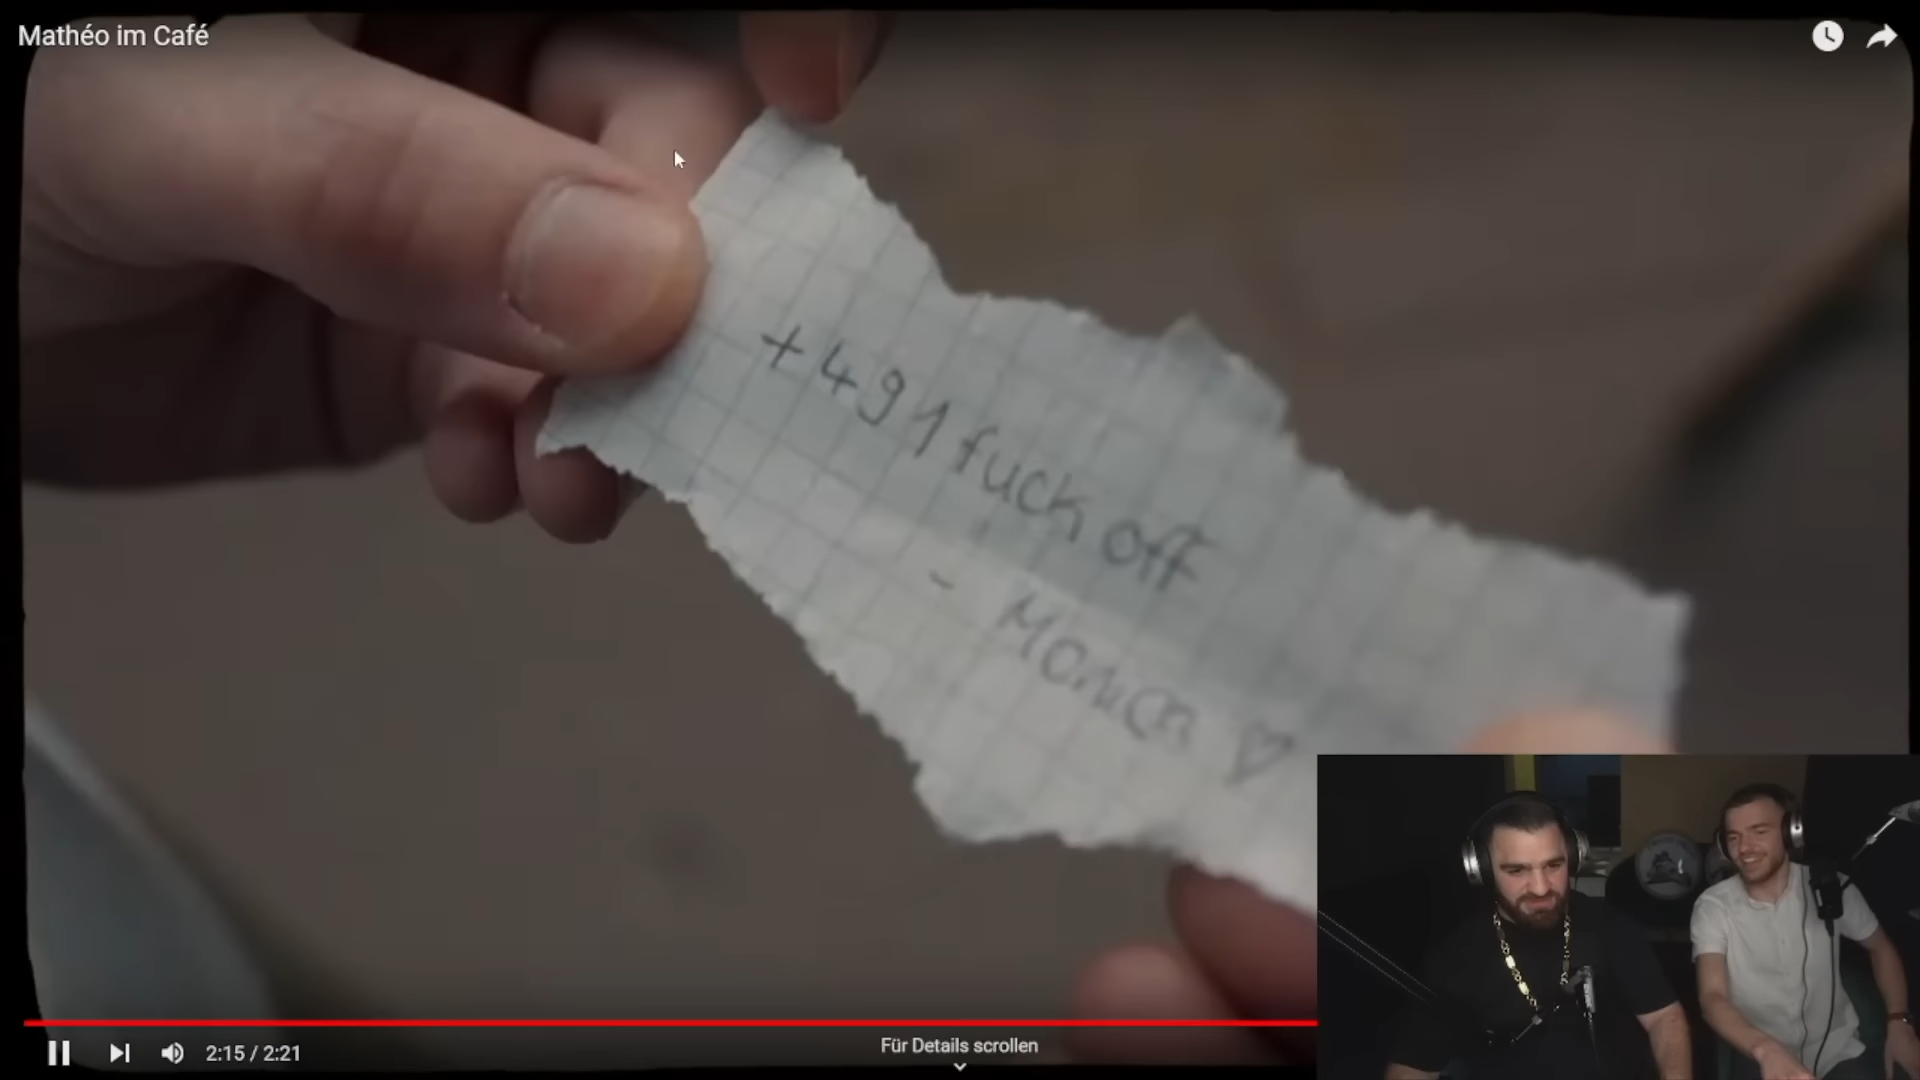 Mathéo im Café
+491 fuck off
- Monica ♡
2:15 / 2:21
Für Details scrollen